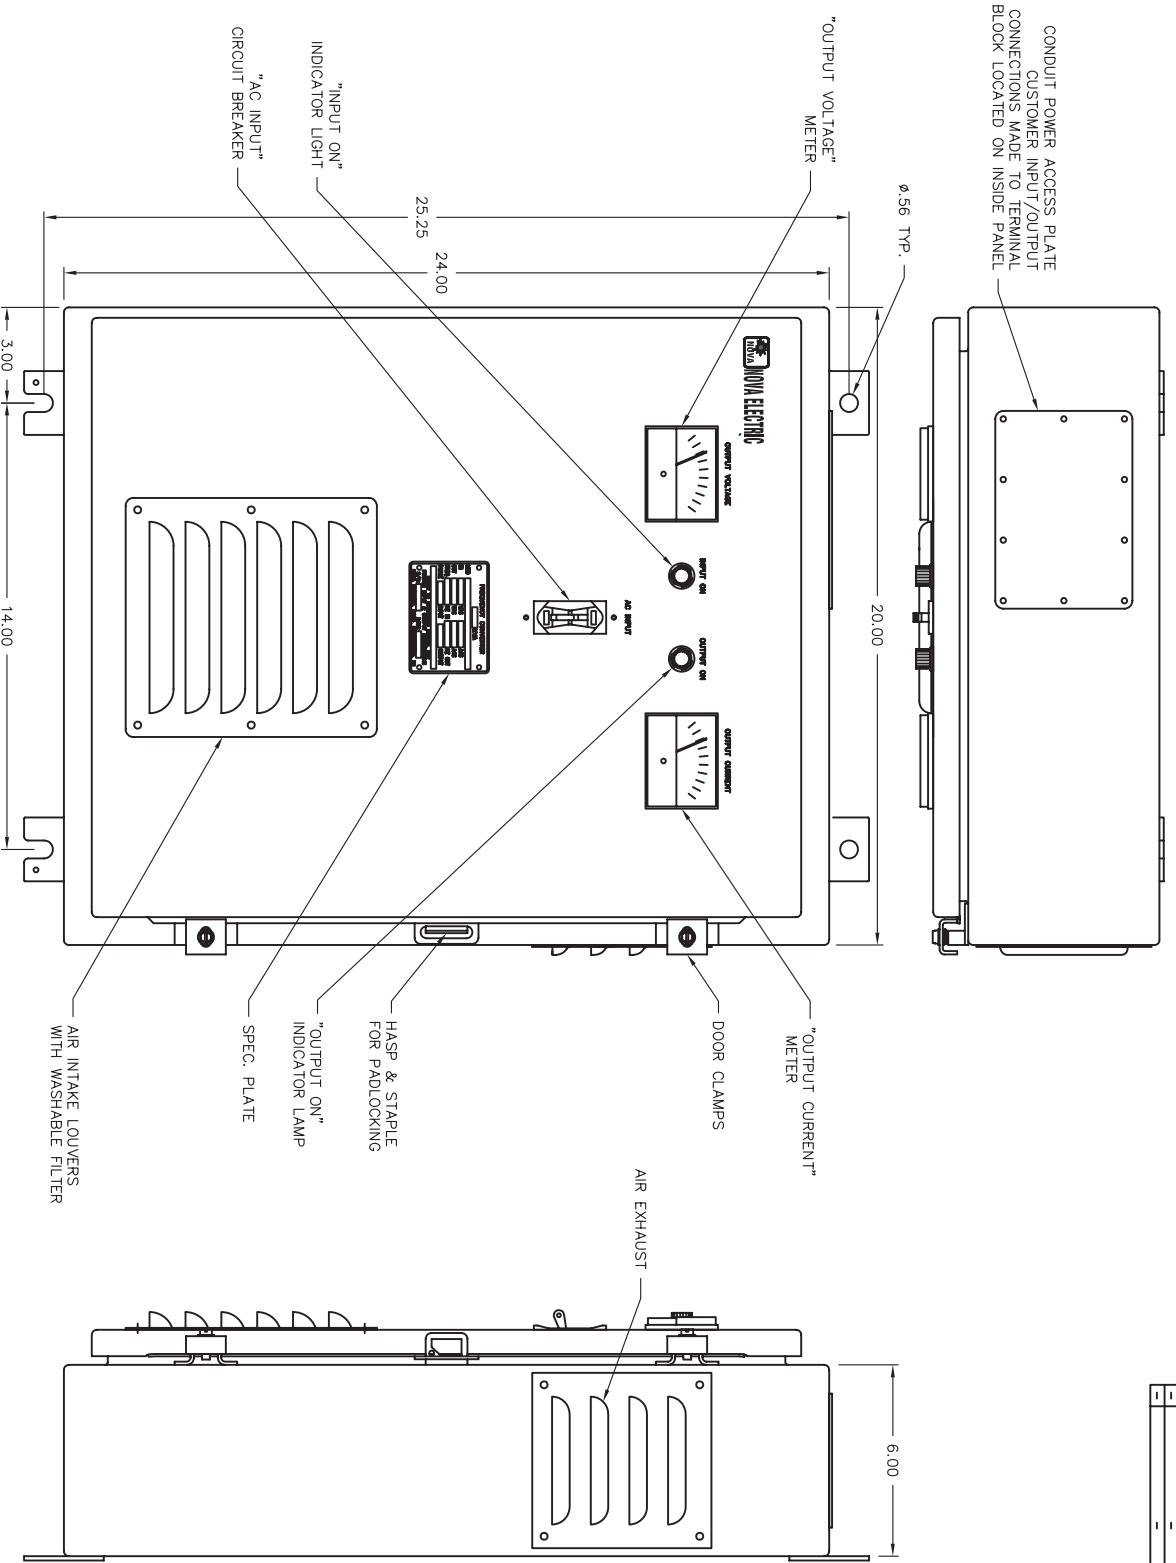 CONDUIT POWER ACCESS PLATE
CUSTOMER INPUT/OUTPUT
CONNECTIONS MADE TO TERMINAL
BLOCK LOCATED ON INSIDE PANEL
Ø.56 TYP.
20.00
"OUTPUT VOLTAGE"
METER
"INPUT ON"
INDICATOR LIGHT
"AC INPUT"
CIRCUIT BREAKER
25.25
24.00
NOVA
NOVA ELECTRIC
OUTPUT VOLTAGE
INPUT ON
OUTPUT ON
OUTPUT CURRENT
AC INPUT
FREQUENCY CONVERTER
3.00
14.00
"OUTPUT CURRENT"
METER
DOOR CLAMPS
HASP & STAPLE
FOR PADLOCKING
"OUTPUT ON"
INDICATOR LAMP
SPEC. PLATE
AIR INTAKE LOUVERS
WITH WASHABLE FILTER
AIR EXHAUST
6.00